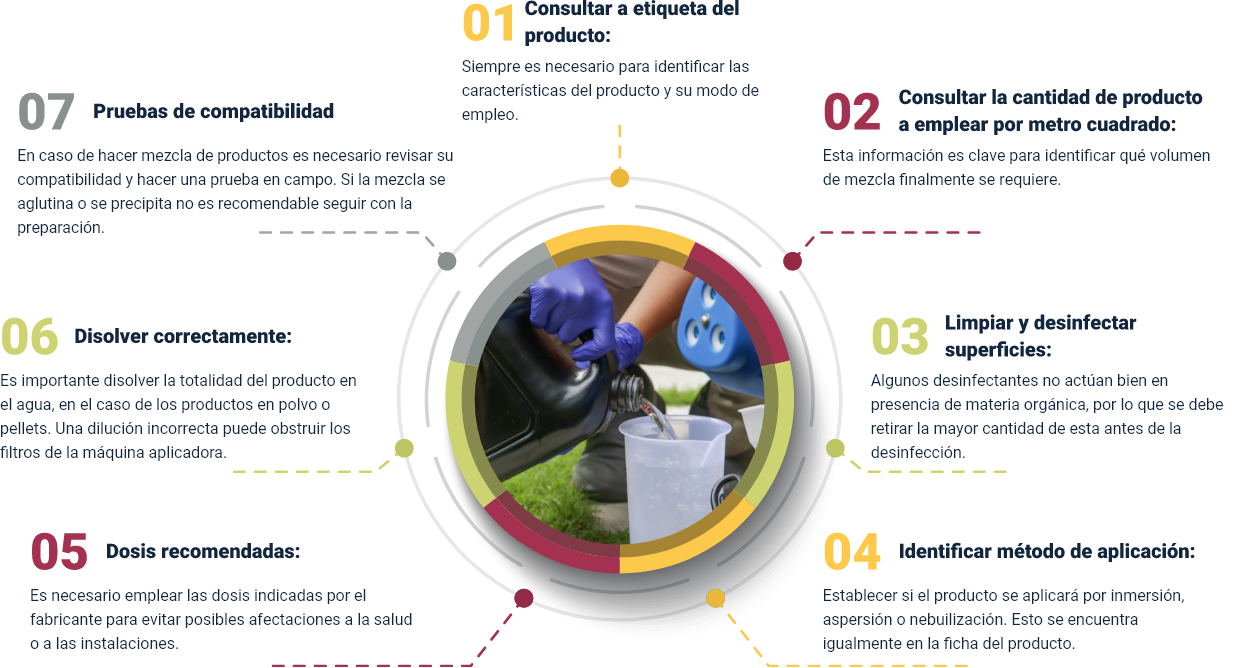 01
Consultar a etiqueta del
producto:
Siempre es necesario para identificar las
características del producto y su modo de
empleo.
02
Consultar la cantidad de producto
a emplear por metro cuadrado:
Esta información es clave para identificar qué volumen
de mezcla finalmente se requiere.
03
Limpiar y desinfectar
superficies:
Algunos desinfectantes no actúan bien en
presencia de materia orgánica, por lo que se debe
retirar la mayor cantidad de esta antes de la
desinfección.
04
Identificar método de aplicación:
Establecer si el producto se aplicará por inmersión,
aspersión o nebuilización. Esto se encuentra
igualmente en la ficha del producto.
05
Dosis recomendadas:
Es necesario emplear las dosis indicadas por el
fabricante para evitar posibles afectaciones a la salud
o a las instalaciones.
06
Disolver correctamente:
Es importante disolver la totalidad del producto en
el agua, en el caso de los productos en polvo o
pellets. Una dilución incorrecta puede obstruir los
filtros de la máquina aplicadora.
07
Pruebas de compatibilidad
En caso de hacer mezcla de productos es necesario revisar su
compatibilidad y hacer una prueba en campo. Si la mezcla se
aglutina o se precipita no es recomendable seguir con la
preparación.